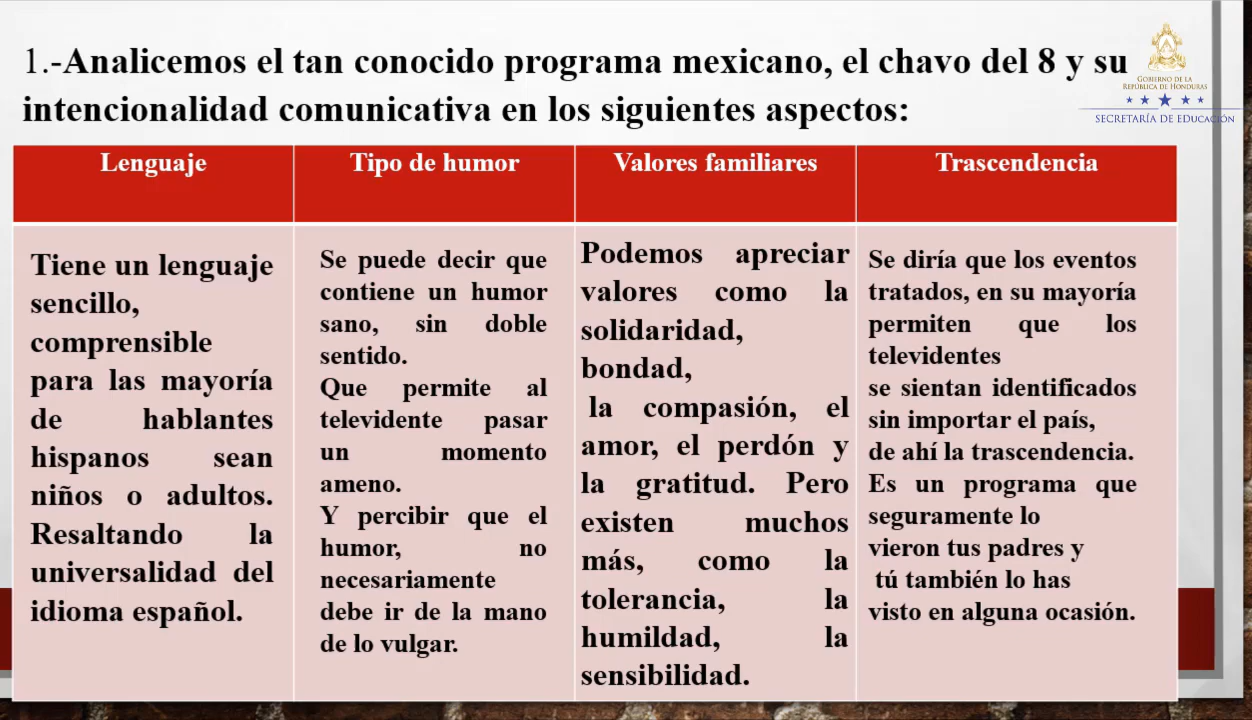 1.-Analicemos el tan conocido programa mexicano, el chavo del 8 y su
intencionalidad comunicativa en los siguientes aspectos:
GOBIERNO DE LA
REPÚBLICA DE HONDURAS
SECRETARÍA DE EDUCACIÓN
Lenguaje
Tiene un lenguaje
sencillo,
comprensible
para las mayoría
de hablantes
hispanos sean
niños o adultos.
Resaltando la
universalidad del
idioma español.
Tipo de humor
Se puede decir que
contiene un humor
sano, sin doble
sentido.
Que permite al
televidente pasar
un momento
ameno.
Y percibir que el
humor, no
necesariamente
debe ir de la mano
de lo vulgar.
Valores familiares
Podemos apreciar
valores como la
solidaridad,
bondad,
la compasión, el
amor, el perdón y
la gratitud. Pero
existen muchos
más, como la
tolerancia, la
humildad, la
sensibilidad.
Trascendencia
Se diría que los eventos
tratados, en su mayoría
permiten que los
televidentes
se sientan identificados
sin importar el país,
de ahí la trascendencia.
Es un programa que
seguramente lo
vieron tus padres y
tú también lo has
visto en alguna ocasión.